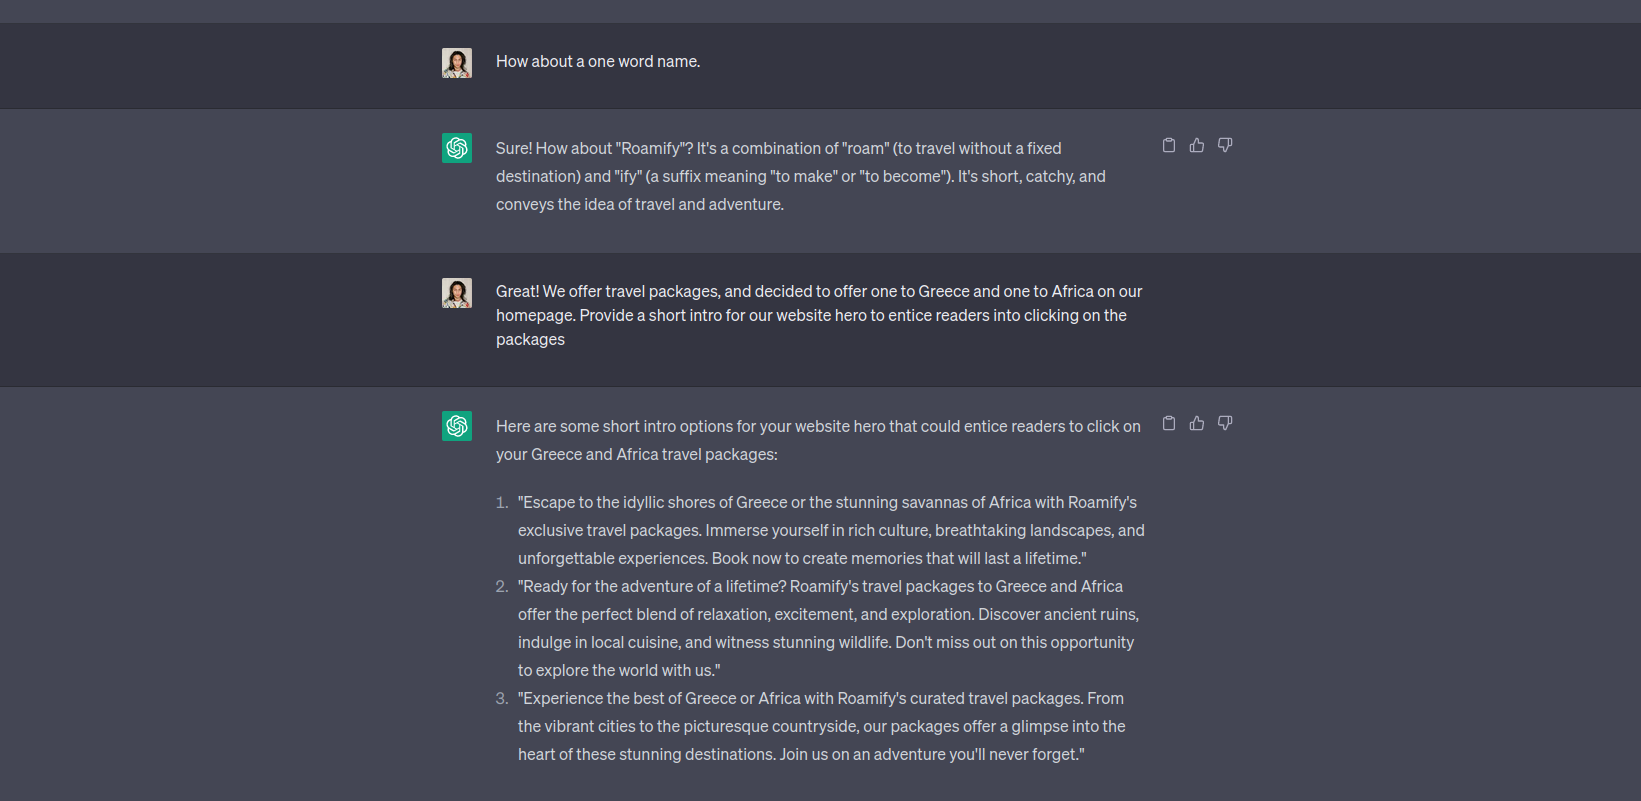 How about a one word name.
Sure! How about "Roamify"? It's a combination of "roam" (to travel without a fixed
destination) and "ify" (a suffix meaning "to make" or "to become"). It's short, catchy, and
conveys the idea of travel and adventure.
Great! We offer travel packages, and decided to offer one to Greece and one to Africa on our
homepage. Provide a short intro for our website hero to entice readers into clicking on the
packages
Here are some short intro options for your website hero that could entice readers to click on
your Greece and Africa travel packages:
1. "Escape to the idyllic shores of Greece or the stunning savannas of Africa with Roamify's
exclusive travel packages. Immerse yourself in rich culture, breathtaking landscapes, and
unforgettable experiences. Book now to create memories that will last a lifetime."
2. "Ready for the adventure of a lifetime? Roamify's travel packages to Greece and Africa
offer the perfect blend of relaxation, excitement, and exploration. Discover ancient ruins,
indulge in local cuisine, and witness stunning wildlife. Don't miss out on this opportunity
to explore the world with us."
3. "Experience the best of Greece or Africa with Roamify's curated travel packages. From
the vibrant cities to the picturesque countryside, our packages offer a glimpse into the
heart of these stunning destinations. Join us on an adventure you'll never forget."